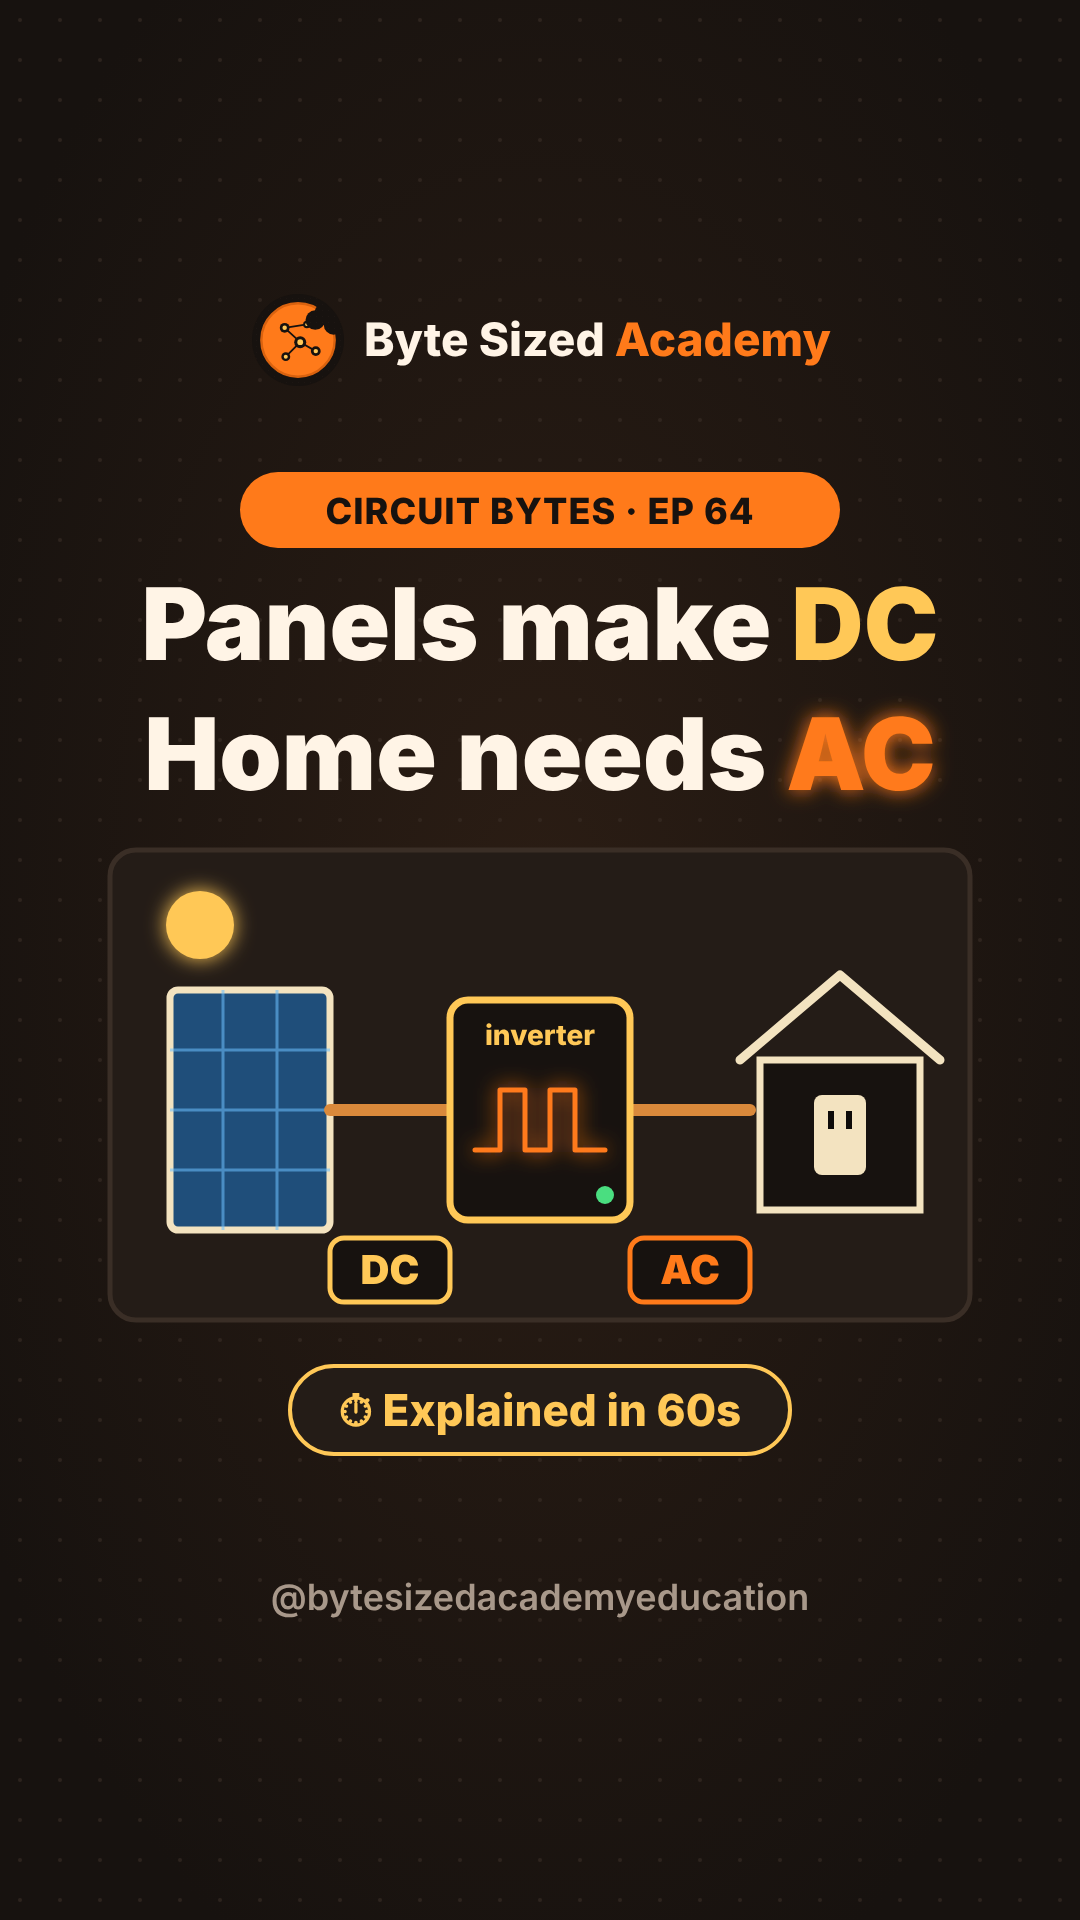 Byte Sized Academy
CIRCUIT BYTES · EP 64
Panels make DC
Home needs AC
inverter
DC
AC
⏱ Explained in 60s
@bytesizedacademyeducation